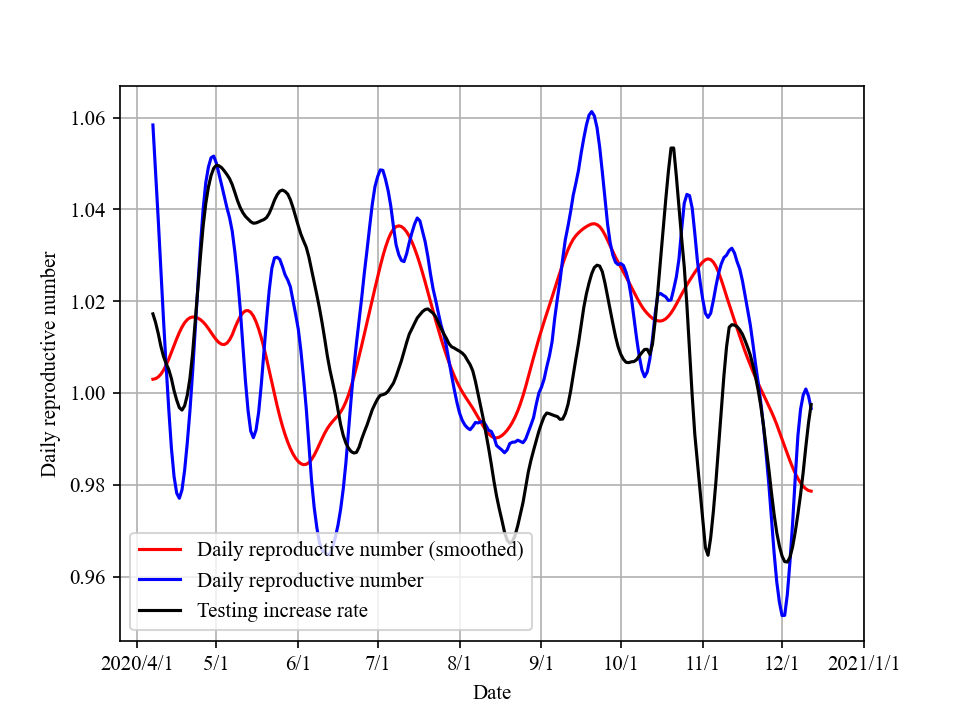 Daily reproductive number
1.06
1.04
1.02
1.00
0.98
0.96
Daily reproductive number (smoothed)
Daily reproductive number
Testing increase rate
2020/4/1 5/1 6/1 7/1 8/1 9/1 10/1 11/1 12/1 2021/1/1
Date